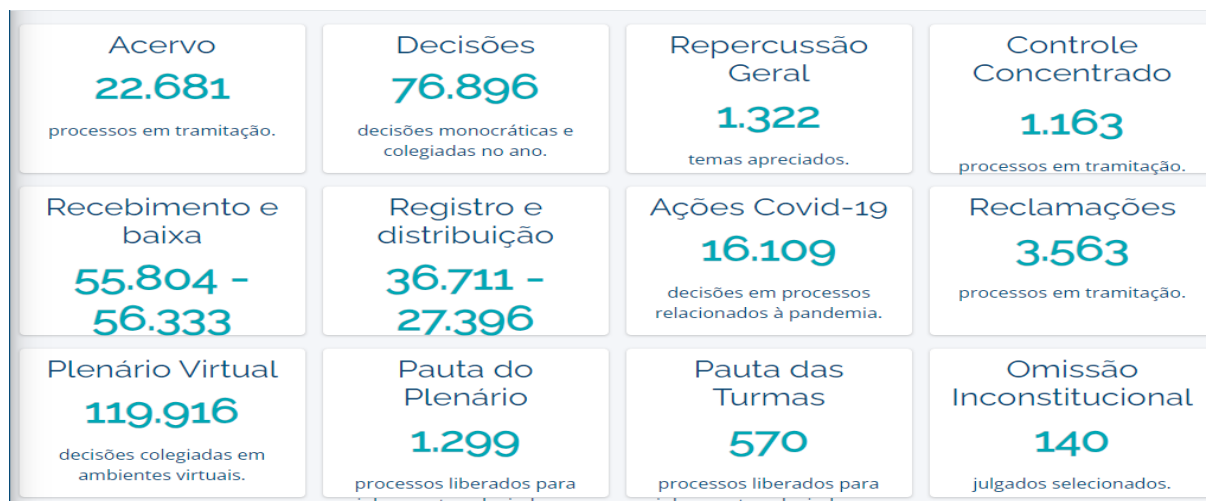 Acervo
22.681
processos em tramitação.
Decisões
76.896
decisões monocráticas e
colegiadas no ano.
Repercussão
Geral
1.322
temas apreciados.
Controle
Concentrado
1.163
processos em tramitação.
Recebimento e
baixa
55.804 -
56.333
Registro e
distribuição
36.711 -
27.396
Ações Covid-19
16.109
decisões em processos
relacionados à pandemia.
Reclamações
3.563
processos em tramitação.
Plenário Virtual
119.916
decisões colegiadas em
ambientes virtuais.
Pauta do
Plenário
1.299
processos liberados para
Pauta das
Turmas
570
processos liberados para
Omissão
Inconstitucional
140
julgados selecionados.